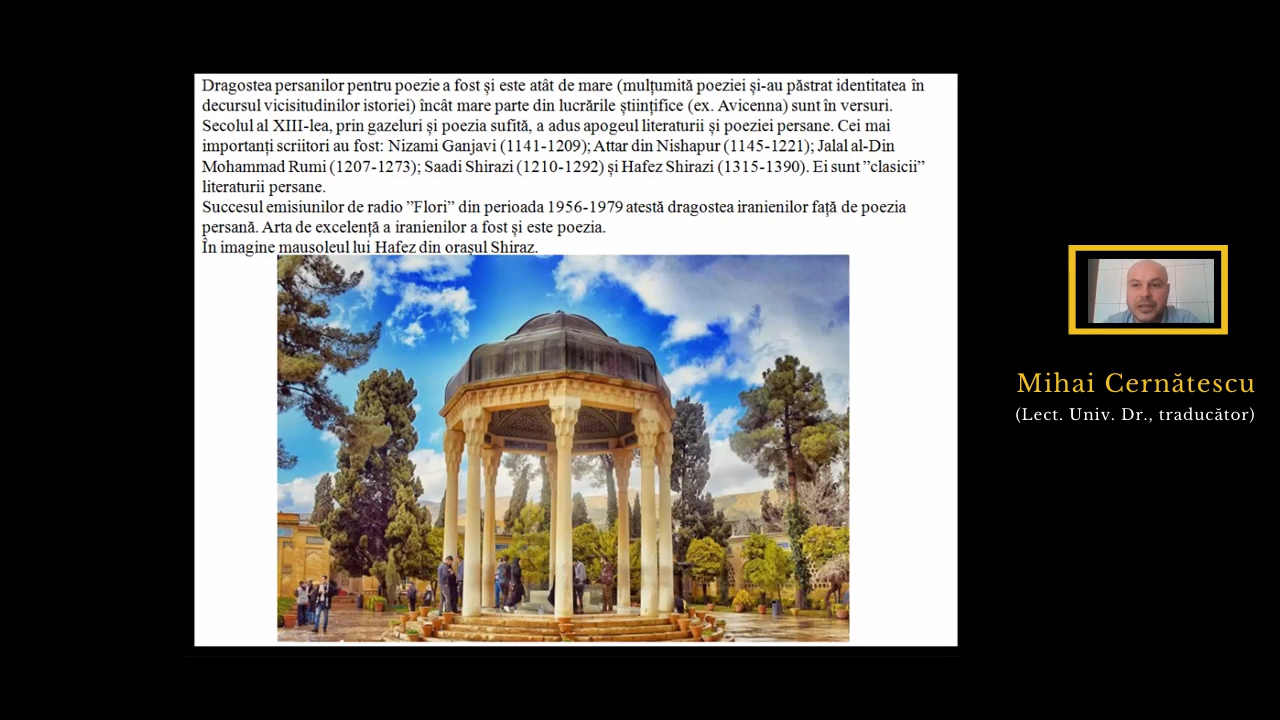 Dragostea persanilor pentru poezie a fost și este atât de mare (mulțumită poeziei și-au păstrat identitatea în
decursul vicisitudinilor istoriei) încât mare parte din lucrările științifice (ex. Avicenna) sunt în versuri.
Secolul al XIII-lea, prin gazeluri și poezia sufită, a adus apogeul literaturii și poeziei persane. Cei mai
importanți scriitori au fost: Nizami Ganjavi (1141-1209); Attar din Nishapur (1145-1221); Jalal al-Din
Mohammad Rumi (1207-1273); Saadi Shirazi (1210-1292) și Hafez Shirazi (1315-1390). Ei sunt ”clasicii”
literaturii persane.
Succesul emisiunilor de radio ”Flori” din perioada 1956-1979 atestă dragostea iranienilor față de poezia
persană. Arta de excelență a iranienilor a fost și este poezia.
În imagine mausoleul lui Hafez din orașul Shiraz.
Mihai Cernătescu
(Lect. Univ. Dr., traducător)